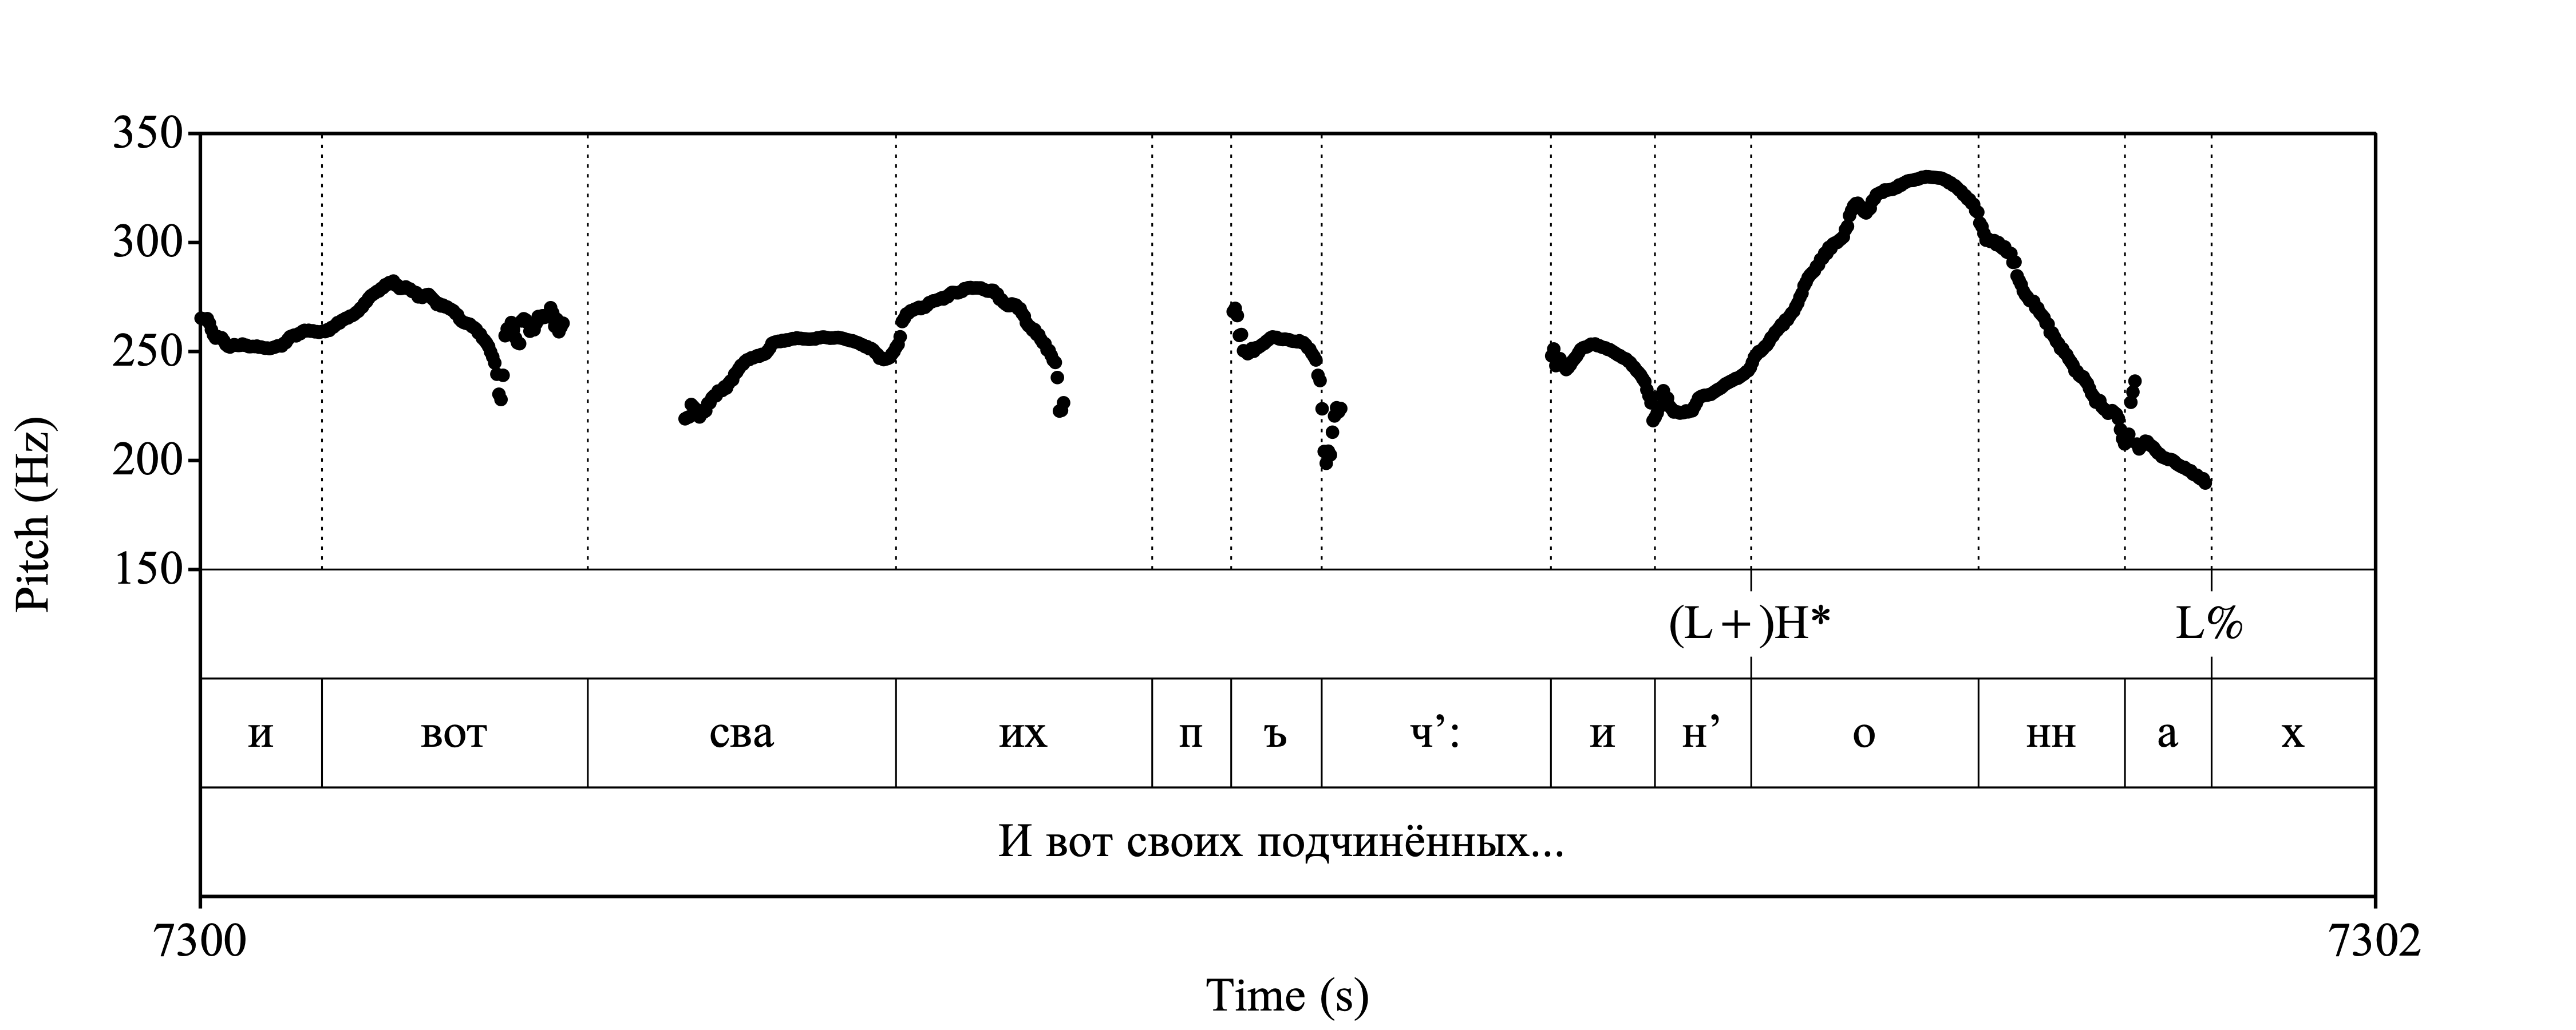 350
300
250
200
150
Pitch (Hz)
(L+)H* L%
и вот сва их п ъ ч’: и н’ о нн а х
И вот своих подчинённых...
7300 7302
Time (s)